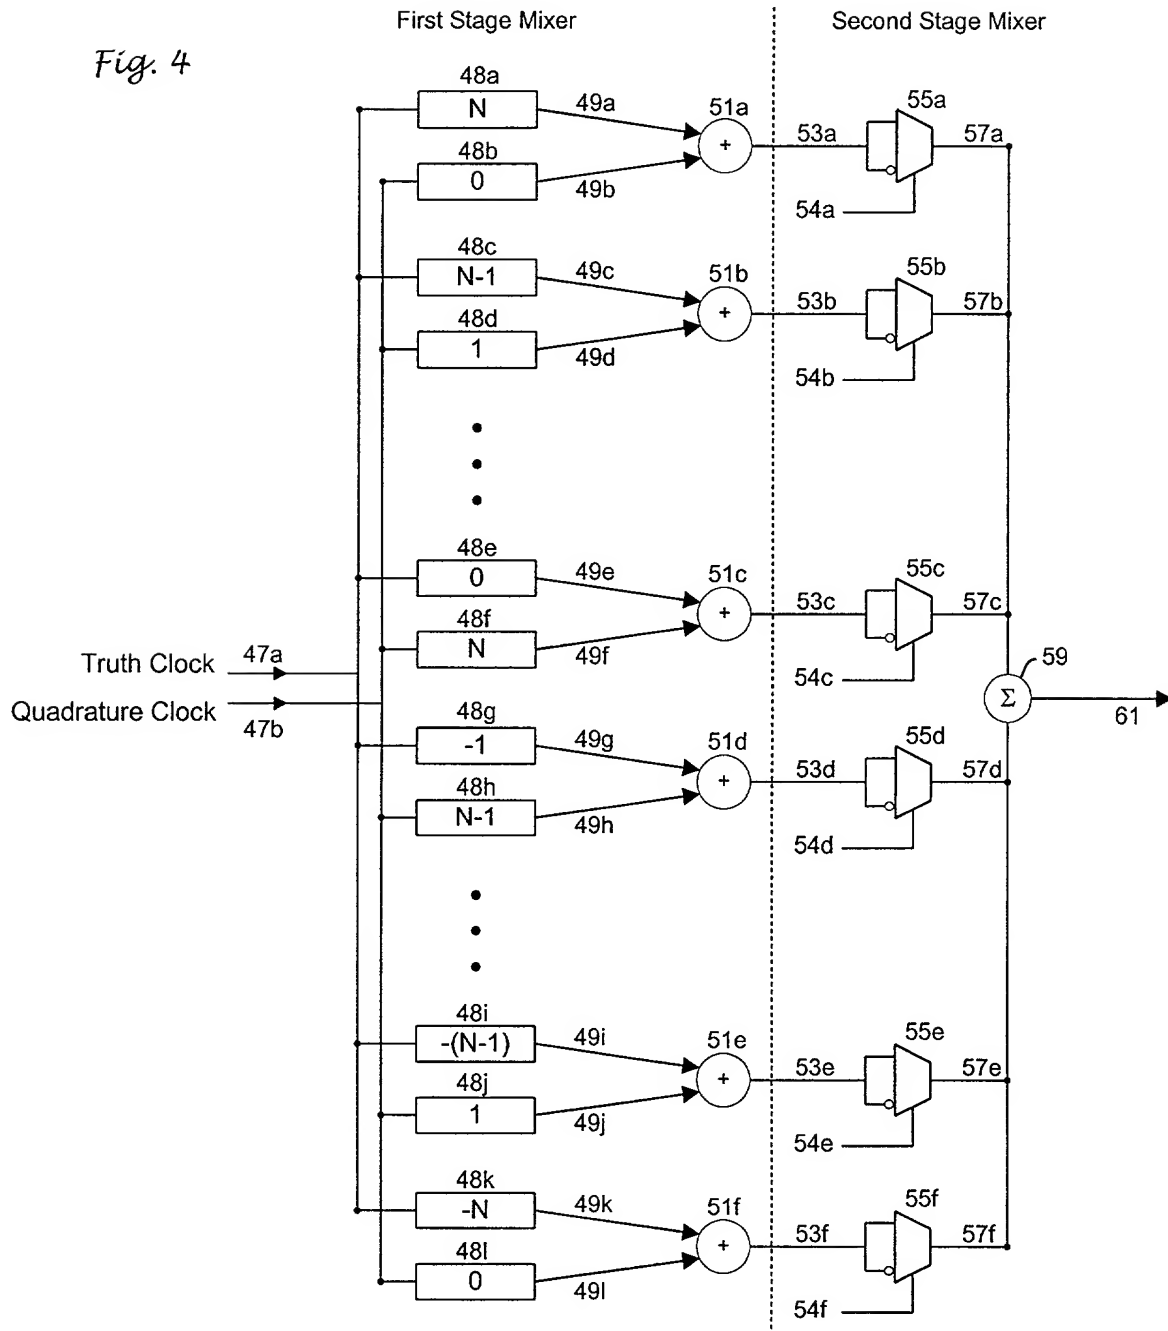 First Stage Mixer
Second Stage Mixer
Fig. 4
48a
N
49a
51a
+
53a
55a
57a
48b
0
49b
54a
48c
N-1
49c
51b
+
53b
55b
57b
48d
1
49d
54b
48e
0
49e
51c
+
53c
55c
57c
48f
N
49f
54c
Truth Clock
47a
Quadrature Clock
47b
59
Σ
61
48g
-1
49g
51d
+
53d
55d
57d
48h
N-1
49h
54d
48i
-(N-1)
49i
51e
+
53e
55e
57e
48j
1
49j
54e
48k
-N
49k
51f
+
53f
55f
57f
48l
0
49l
54f